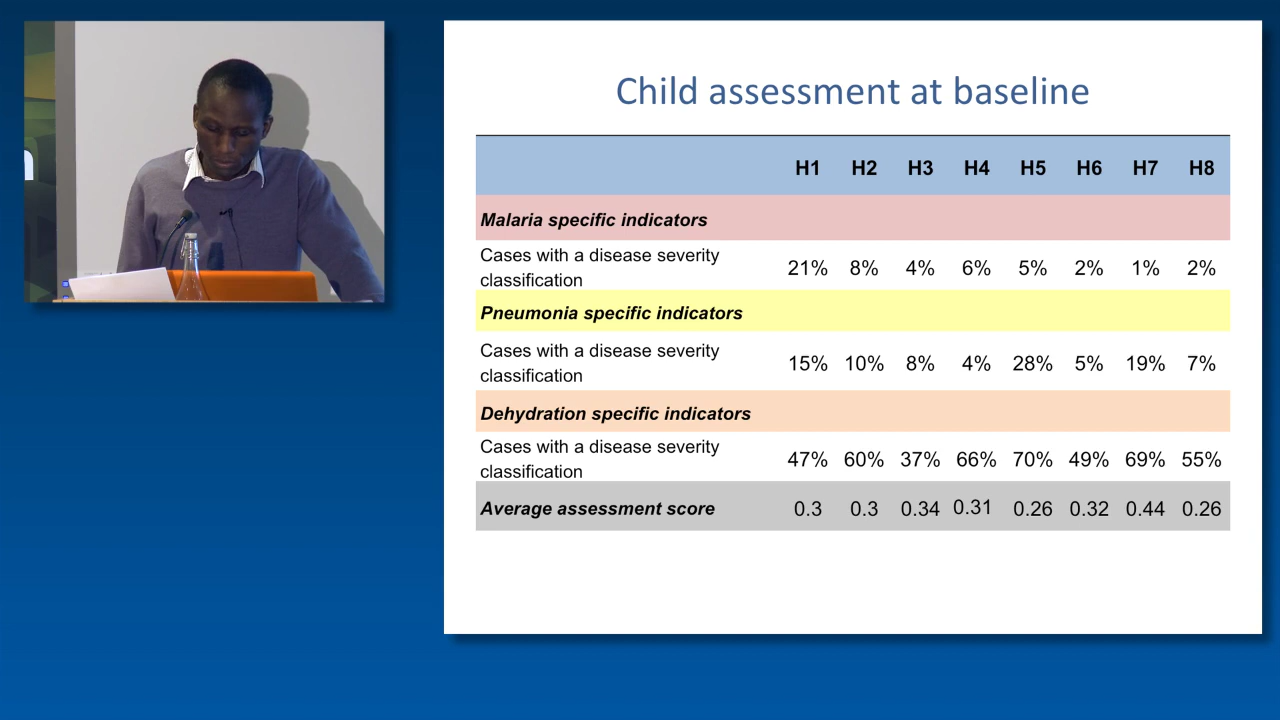 Child assessment at baseline
H1 H2 H3 H4 H5 H6 H7 H8
Malaria specific indicators
Cases with a disease severity
classification
21% 8% 4% 6% 5% 2% 1% 2%
Pneumonia specific indicators
Cases with a disease severity
classification
15% 10% 8% 4% 28% 5% 19% 7%
Dehydration specific indicators
Cases with a disease severity
classification
47% 60% 37% 66% 70% 49% 69% 55%
Average assessment score 0.3 0.3 0.34 0.31 0.26 0.32 0.44 0.26